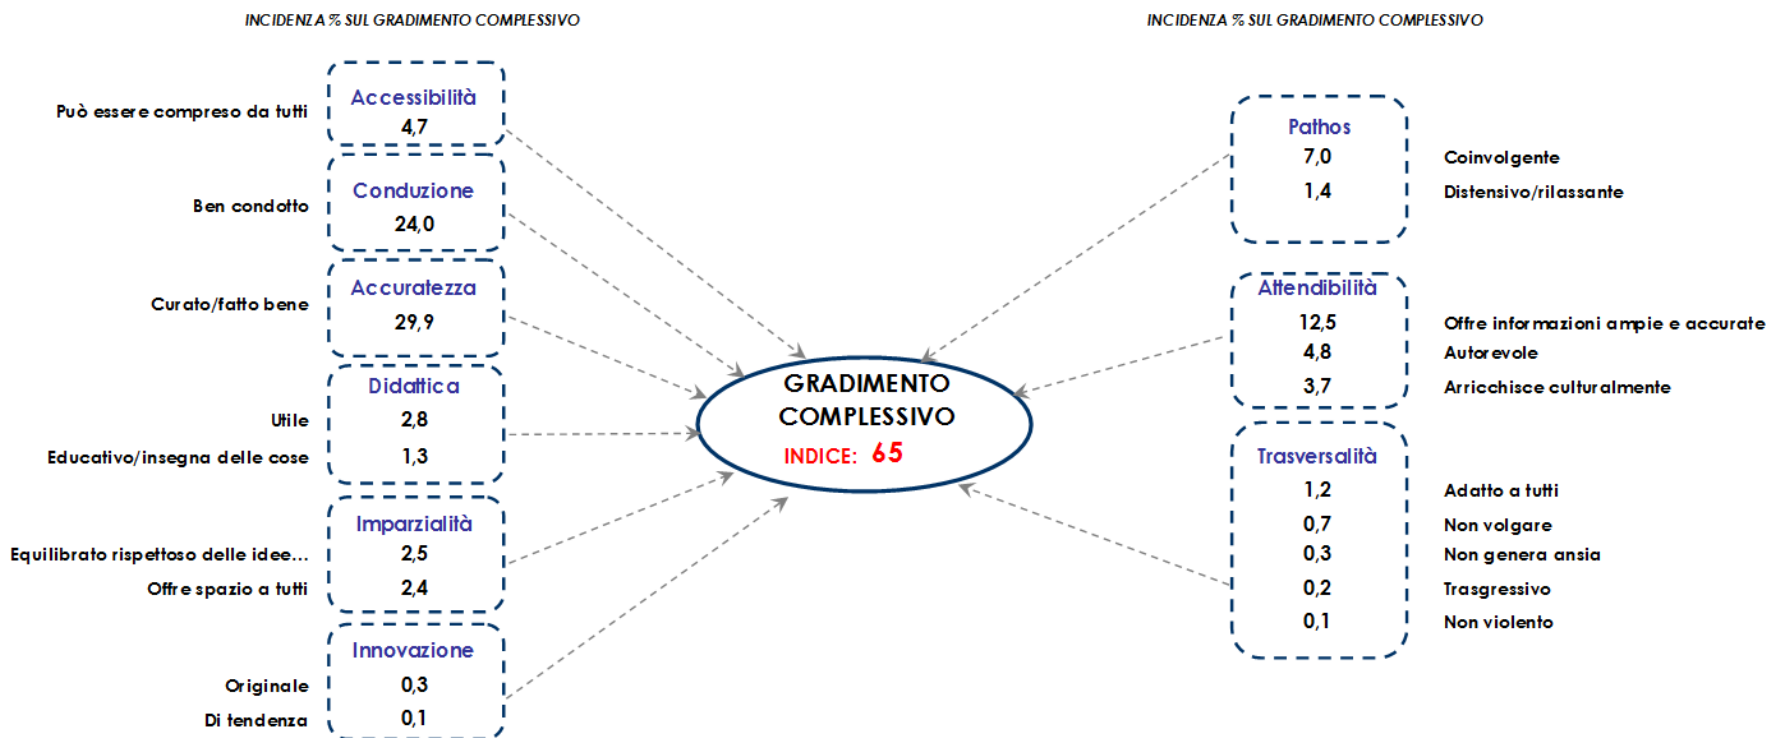 INCIDENZA % SUL GRADIMENTO COMPLESSIVO
Può essere compreso da tutti
Accessibilità
4,7
Ben condotto
Conduzione
24,0
Curato/fatto bene
Accuratezza
29,9
Didattica
Utile
2,8
Educativo/insegna delle cose
1,3
Imparzialità
Equilibrato rispettoso delle idee...
2,5
Offre spazio a tutti
2,4
Innovazione
Originale
0,3
Di tendenza
0,1
GRADIMENTO
COMPLESSIVO
INDICE: 65
INCIDENZA % SUL GRADIMENTO COMPLESSIVO
Pathos
7,0
Coinvolgente
1,4
Distensivo/rilassante
Attendibilità
12,5
Offre informazioni ampie e accurate
4,8
Autorevole
3,7
Arricchisce culturalmente
Trasversalità
1,2
Adatto a tutti
0,7
Non volgare
0,3
Non genera ansia
0,2
Trasgressivo
0,1
Non violento